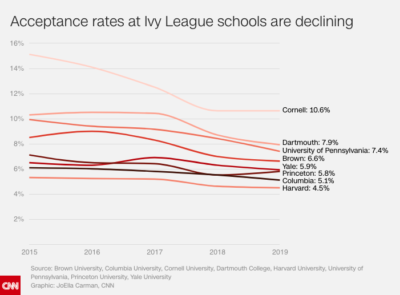 Acceptance rates at Ivy League schools are declining
16%
14%
12%
10%
8%
6%
4%
2%
Cornell: 10.6%
Dartmouth: 7.9%
University of Pennsylvania: 7.4%
Brown: 6.6%
Yale: 5.9%
Princeton: 5.8%
Columbia: 5.1%
Harvard: 4.5%
2015 2016 2017 2018 2019
Source: Brown University, Columbia University, Cornell University, Dartmouth College, Harvard University, University of
Pennsylvania, Princeton University, Yale University
Graphic: JoElla Carman, CNN
CNN